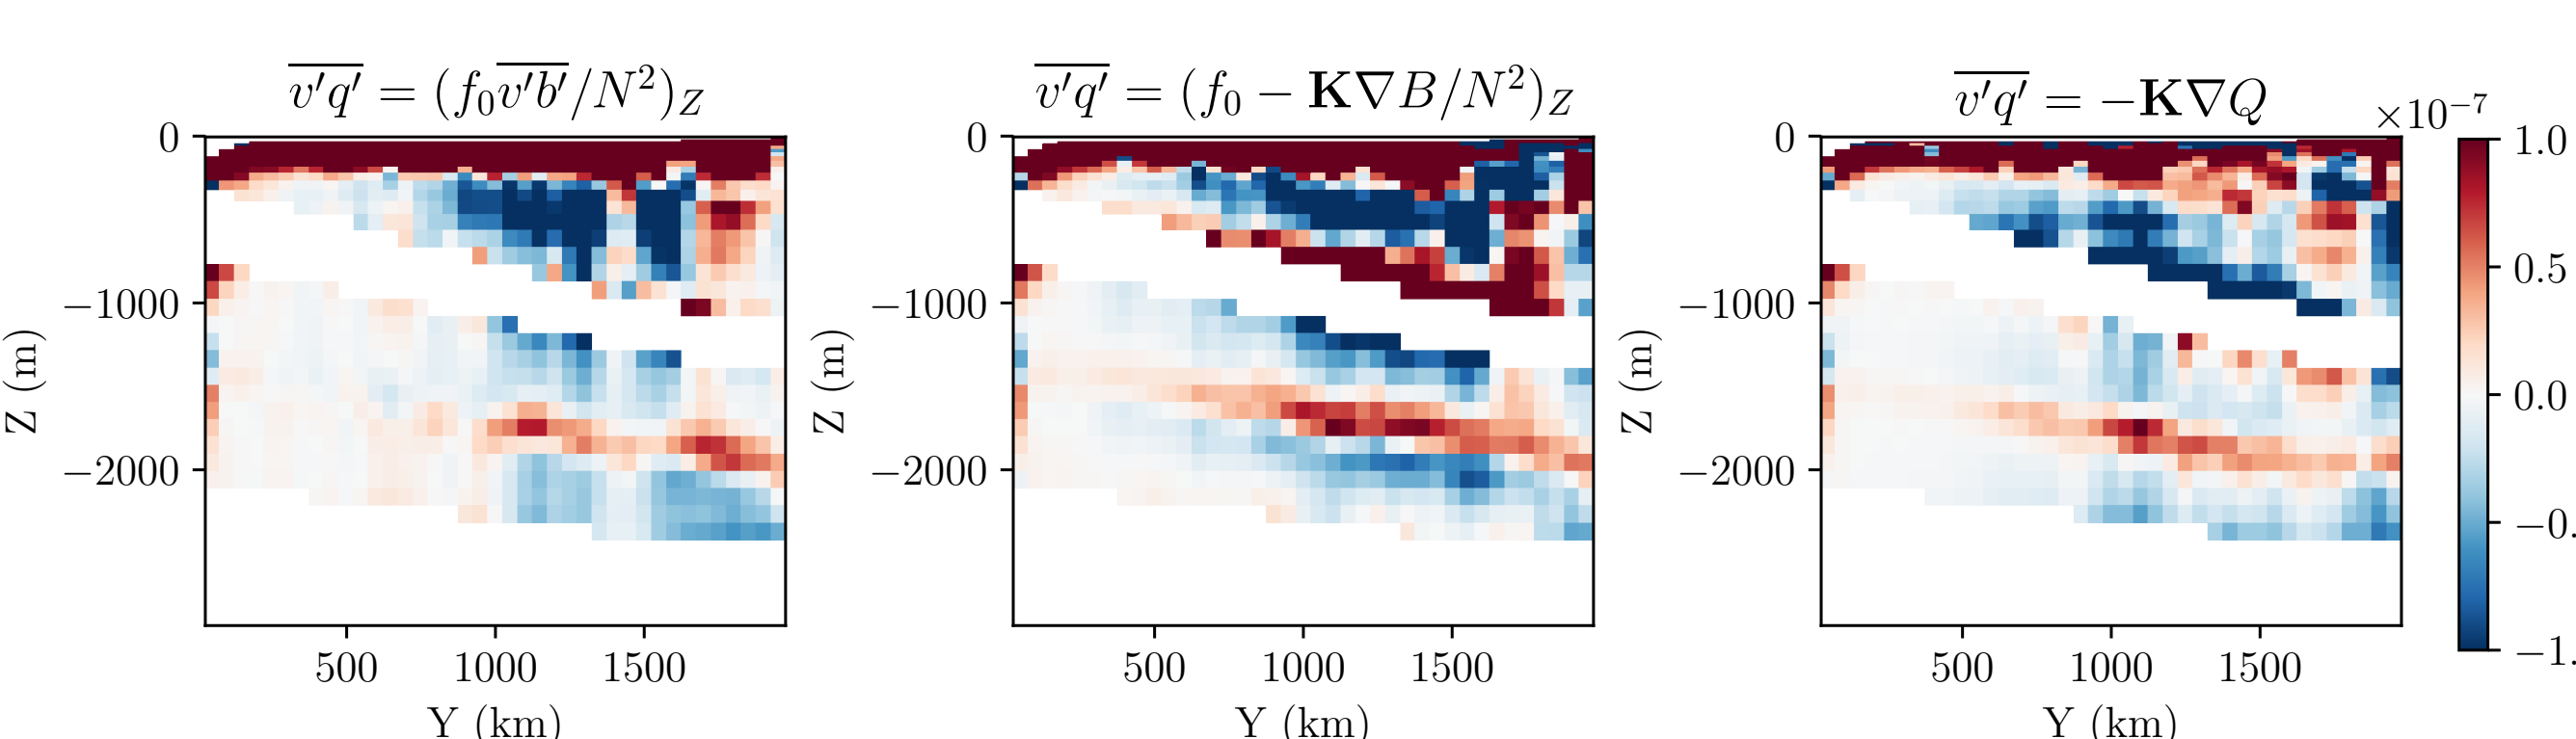 $\overline{v'q'} = (f_0\overline{v'b'}/N^2)_Z$
0
−1000
−2000
Z (m)
500 1000 1500
Y (km)
$\overline{v'q'} = (f_0 - \mathbf{K}\nabla B/N^2)_Z$
0
−1000
−2000
Z (m)
500 1000 1500
Y (km)
$\overline{v'q'} = -\mathbf{K}\nabla Q$
0
−1000
−2000
Z (m)
500 1000 1500
Y (km)
×10⁻⁷
1.0
0.5
0.0
−0.
−1.